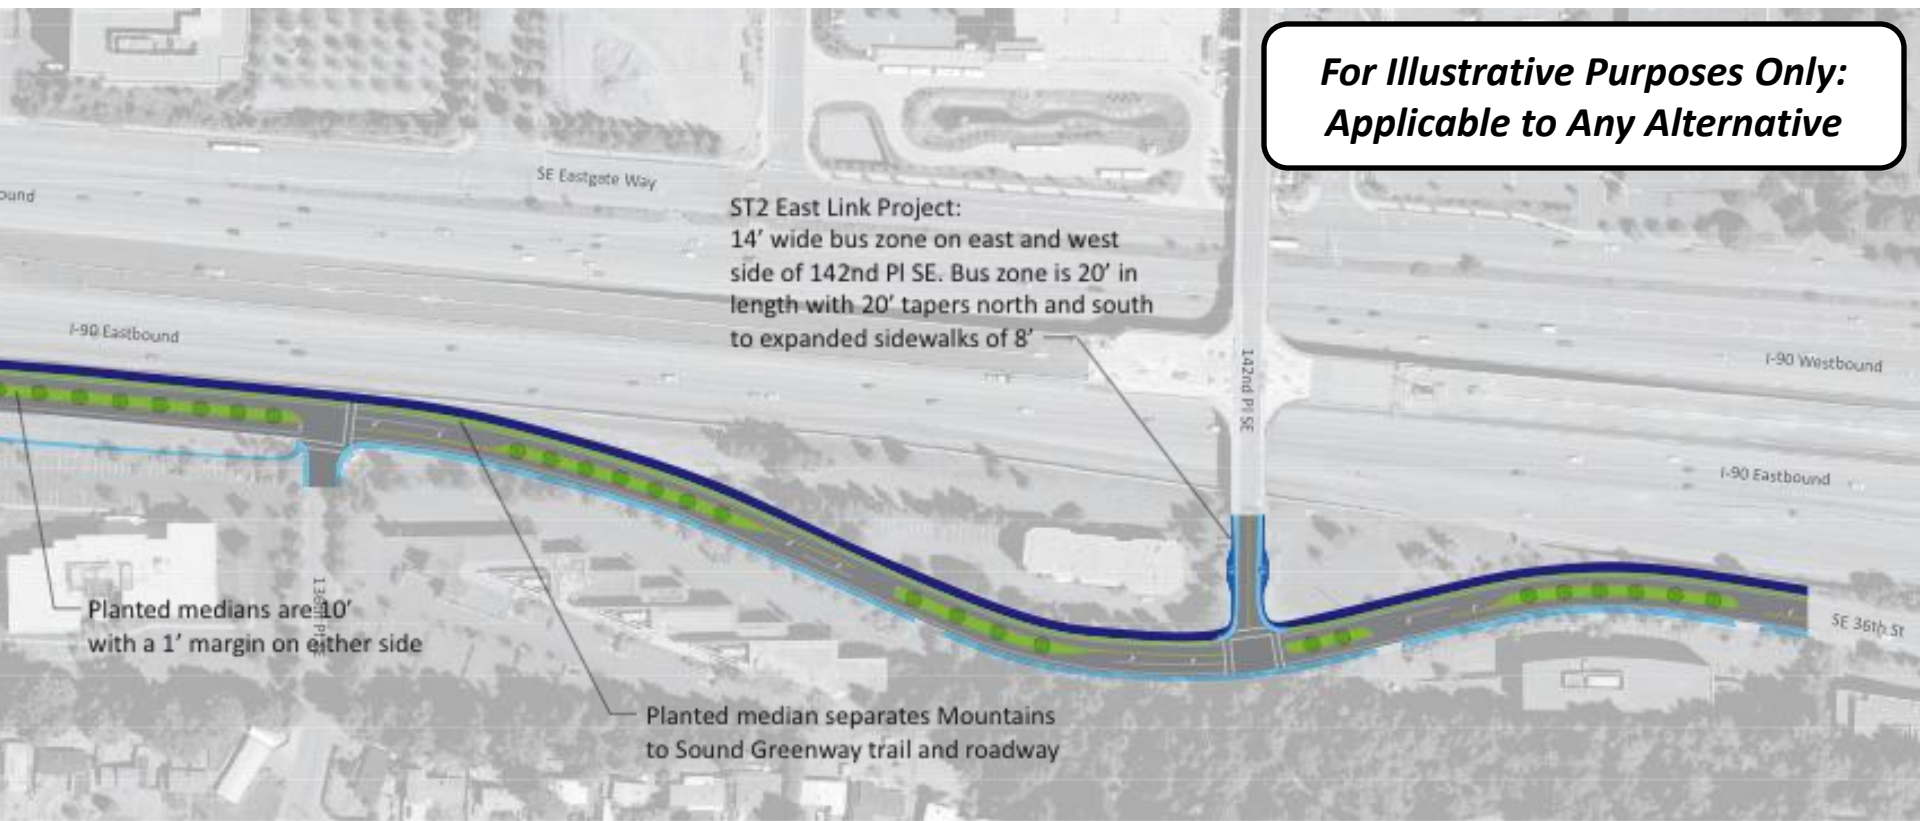 For Illustrative Purposes Only:
Applicable to Any Alternative
SE Eastgate Way
ound
ST2 East Link Project:
14' wide bus zone on east and west
side of 142nd Pl SE. Bus zone is 20' in
length with 20' tapers north and south
to expanded sidewalks of 8'
I-90 Eastbound
142nd Pl SE
I-90 Westbound
I-90 Eastbound
Planted medians are 10'
with a 1' margin on either side
SE 36th St
Planted median separates Mountains
to Sound Greenway trail and roadway